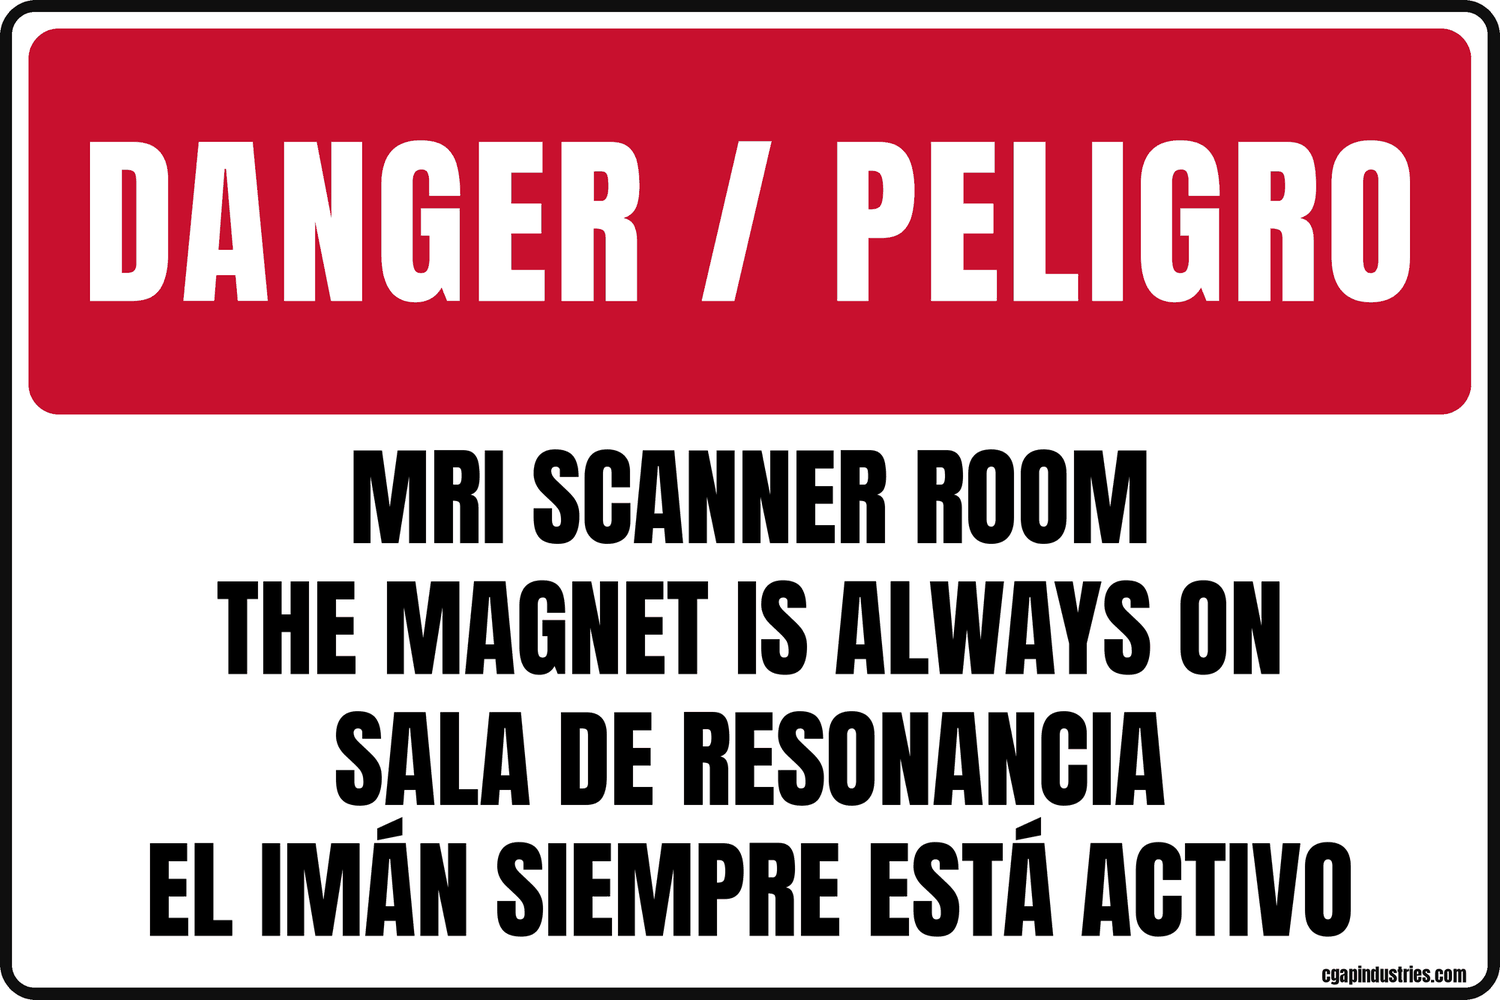 DANGER / PELIGRO
MRI SCANNER ROOM
THE MAGNET IS ALWAYS ON
SALA DE RESONANCIA
EL IMÁN SIEMPRE ESTÁ ACTIVO
cgapindustries.com